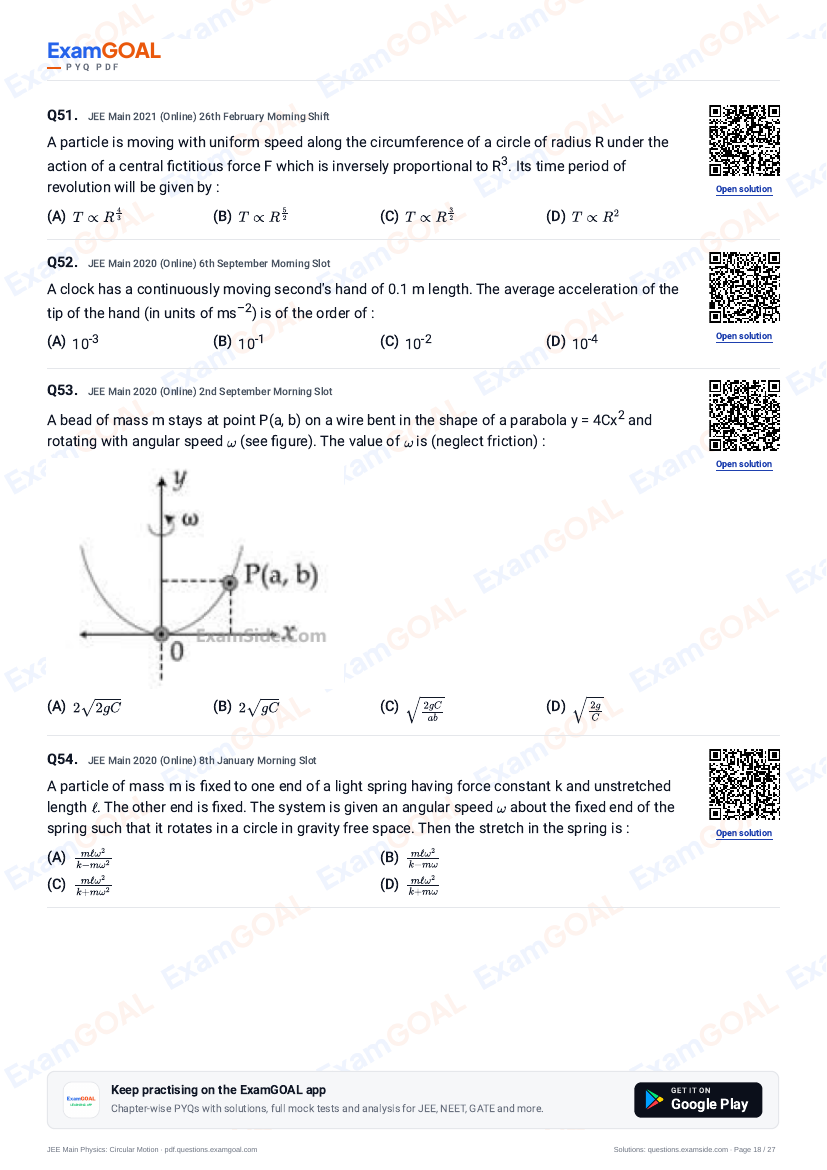 ExamGOAL
PYQ PDF
Q51. JEE Main 2021 (Online) 26th February Morning Shift
A particle is moving with uniform speed along the circumference of a circle of radius R under the
action of a central fictitious force F which is inversely proportional to R³. Its time period of
revolution will be given by :
Open solution
(A) T ∝ R^{4/3} (B) T ∝ R^{5/2} (C) T ∝ R^{3/2} (D) T ∝ R²
Q52. JEE Main 2020 (Online) 6th September Morning Slot
A clock has a continuously moving second's hand of 0.1 m length. The average acceleration of the
tip of the hand (in units of ms⁻²) is of the order of :
Open solution
(A) 10⁻³ (B) 10⁻¹ (C) 10⁻² (D) 10⁻⁴
Q53. JEE Main 2020 (Online) 2nd September Morning Slot
A bead of mass m stays at point P(a, b) on a wire bent in the shape of a parabola y = 4Cx² and
rotating with angular speed ω (see figure). The value of ω is (neglect friction) :
Open solution
y
ω
P(a, b)
ExamSide.Com
x
0
(A) 2√(2gC) (B) 2√(gC) (C) √(2gC/ab) (D) √(2g/C)
Q54. JEE Main 2020 (Online) 8th January Morning Slot
A particle of mass m is fixed to one end of a light spring having force constant k and unstretched
length ℓ. The other end is fixed. The system is given an angular speed ω about the fixed end of the
spring such that it rotates in a circle in gravity free space. Then the stretch in the spring is :
Open solution
(A) mℓω²/(k−mω²) (B) mℓω²/(k−mω)
(C) mℓω²/(k+mω²) (D) mℓω²/(k+mω)
ExamGOAL
Keep practising on the ExamGOAL app
Chapter-wise PYQs with solutions, full mock tests and analysis for JEE, NEET, GATE and more.
GET IT ON
Google Play
JEE Main Physics: Circular Motion · pdf.questions.examgoal.com
Solutions: questions.examside.com · Page 18 / 27